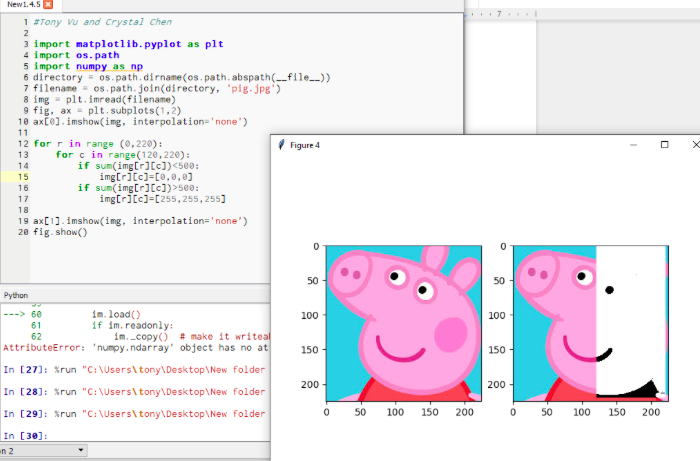 New1.4.5
1 #Tony Vu and Crystal Chen
2
3 import matplotlib.pyplot as plt
4 import os.path
5 import numpy as np
6 directory = os.path.dirname(os.path.abspath(__file__))
7 filename = os.path.join(directory, 'pig.jpg')
8 img = plt.imread(filename)
9 fig, ax = plt.subplots(1,2)
10 ax[0].imshow(img, interpolation='none')
11
12 for r in range (0,220):
13 for c in range(120,220):
14 if sum(img[r][c])<500:
15 img[r][c]=[0,0,0]
16 if sum(img[r][c])>500:
17 img[r][c]=[255,255,255]
18
19 ax[1].imshow(img, interpolation='none')
20 fig.show()
7
Python
---> 60 im.load()
61 if im.readonly:
62 im._copy() # make it writeab
AttributeError: 'numpy.ndarray' object has no at
In [27]: %run "C:\Users\tony\Desktop\New folder
In [28]: %run "C:\Users\tony\Desktop\New folder
In [29]: %run "C:\Users\tony\Desktop\New folder
In [30]:
n 2
Figure 4
0
50
100
150
200
0 50 100 150 200
0
50
100
150
200
0 50 100 150 200